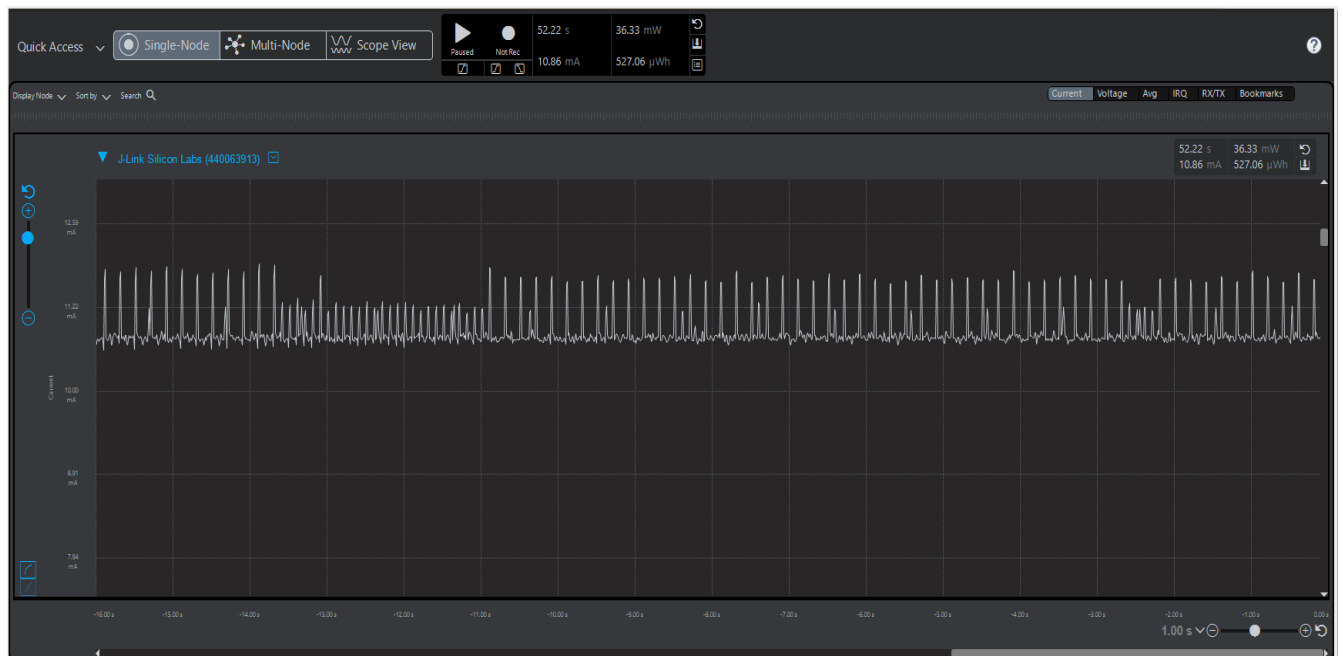 Quick Access
Single-Node
Multi-Node
Scope View
Paused
Not Rec
52.22 s
10.86 mA
36.33 mW
527.06 µWh
Display Node
Sort by
Search
Current
Voltage
Avg
IRQ
RX/TX
Bookmarks
J-Link Silicon Labs (440063913)
52.22 s 36.33 mW
10.86 mA 527.06 µWh
12.59
mA
11.22
mA
10.00
mA
8.91
mA
7.94
mA
Current
-16.00 s -15.00 s -14.00 s -13.00 s -12.00 s -11.00 s -10.00 s -9.00 s -8.00 s -7.00 s -6.00 s -5.00 s -4.00 s -3.00 s -2.00 s -1.00 s 0.00 s
1.00 s